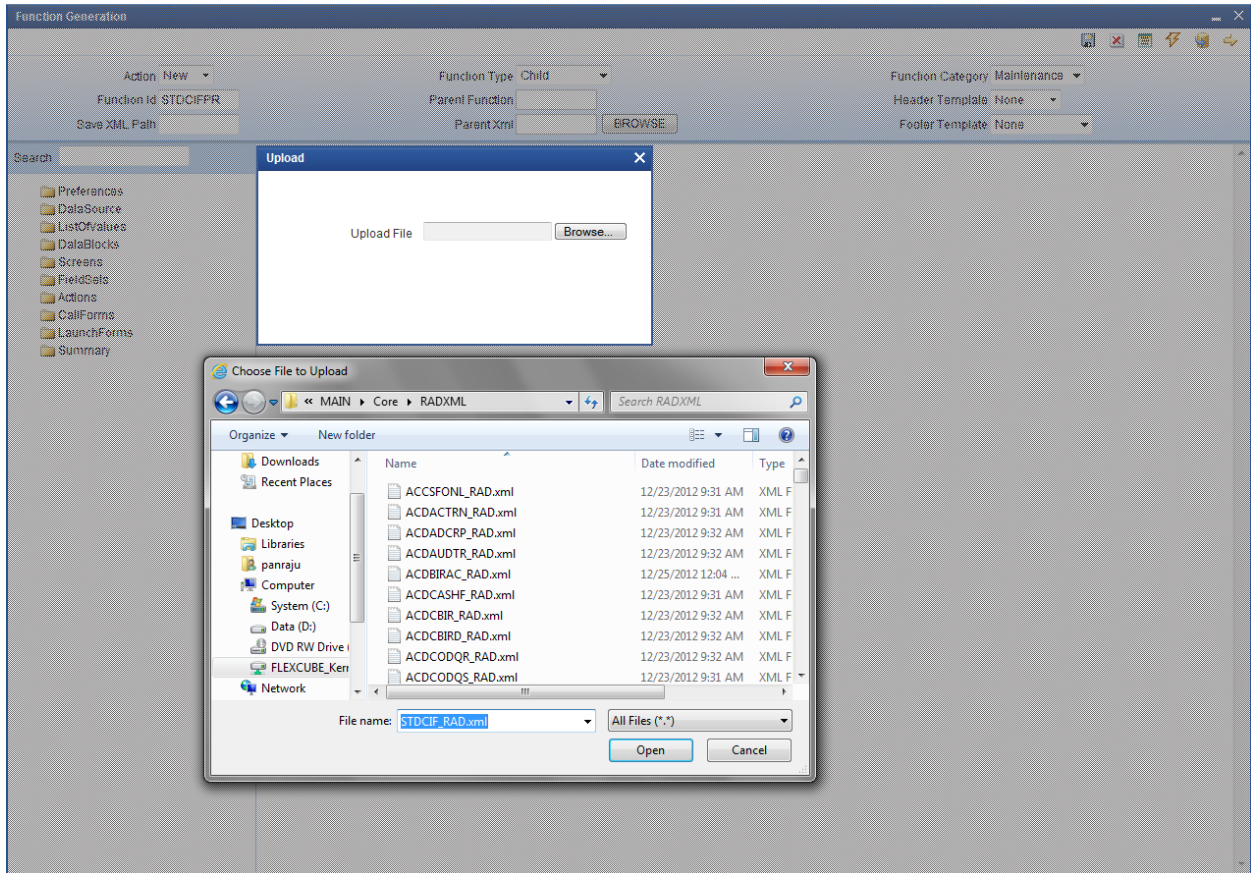 Function Generation
Action New Function Type Child Function Category Maintenance
Function Id STDCIFPR Parent Function Header Template None
Save XML Path Parent Xml BROWSE Footer Template None
Search
Preferences
DataSource
ListOfValues
DataBlocks
Screens
FieldSets
Actions
CallForms
LaunchForms
Summary
Upload
Upload File Browse...
Choose File to Upload
« MAIN Core RADXML Search RADXML
Organize New folder
Downloads
Recent Places
Desktop
Libraries
panraju
Computer
System (C:)
Data (D:)
DVD RW Drive (
FLEXCUBE_Kerr
Network
Name Date modified Type
ACCSFONL_RAD.xml 12/23/2012 9:31 AM XML F
ACDACTRN_RAD.xml 12/23/2012 9:31 AM XML F
ACDADCRP_RAD.xml 12/23/2012 9:32 AM XML F
ACDAUDTR_RAD.xml 12/23/2012 9:32 AM XML F
ACDBIRAC_RAD.xml 12/25/2012 12:04 ... XML F
ACDCASHF_RAD.xml 12/23/2012 9:31 AM XML F
ACDCBIR_RAD.xml 12/23/2012 9:32 AM XML F
ACDCBIRD_RAD.xml 12/23/2012 9:32 AM XML F
ACDCODQR_RAD.xml 12/23/2012 9:32 AM XML F
ACDCODQS_RAD.xml 12/23/2012 9:31 AM XML F
File name: STDCIF_RAD.xml All Files (*.*)
Open Cancel